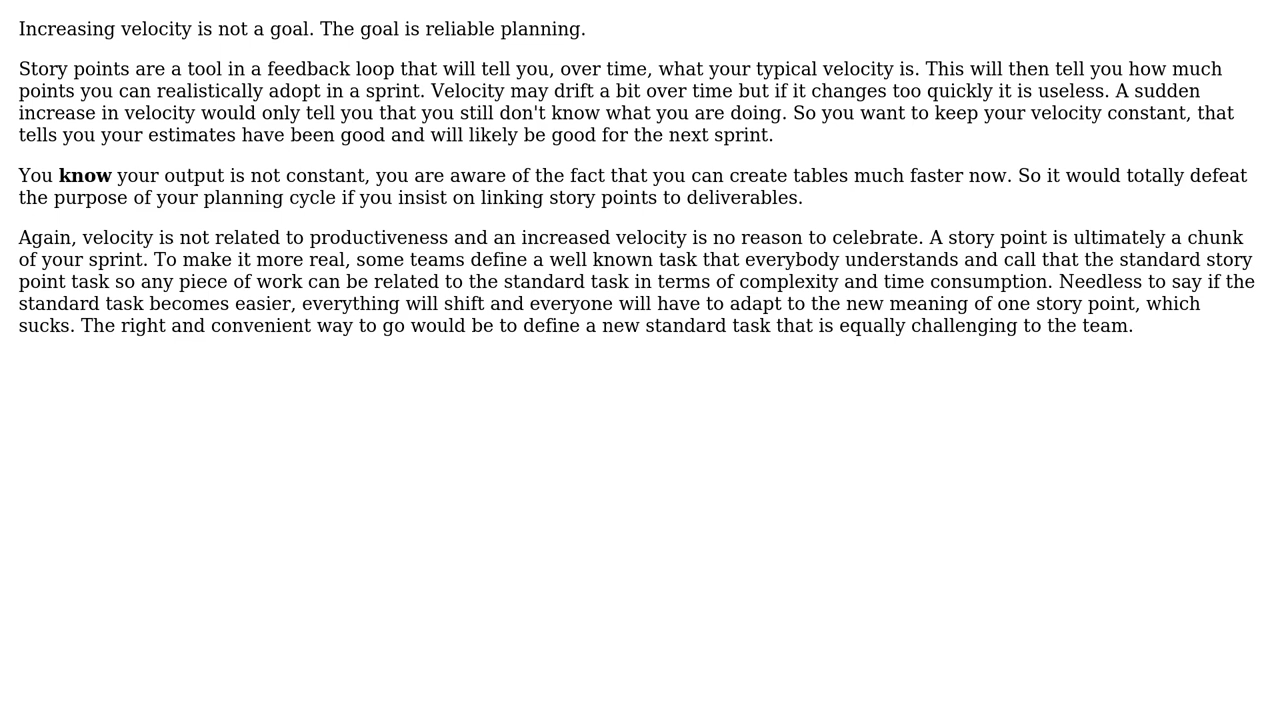 Increasing velocity is not a goal. The goal is reliable planning.
Story points are a tool in a feedback loop that will tell you, over time, what your typical velocity is. This will then tell you how much
points you can realistically adopt in a sprint. Velocity may drift a bit over time but if it changes too quickly it is useless. A sudden
increase in velocity would only tell you that you still don't know what you are doing. So you want to keep your velocity constant, that
tells you your estimates have been good and will likely be good for the next sprint.
You know your output is not constant, you are aware of the fact that you can create tables much faster now. So it would totally defeat
the purpose of your planning cycle if you insist on linking story points to deliverables.
Again, velocity is not related to productiveness and an increased velocity is no reason to celebrate. A story point is ultimately a chunk
of your sprint. To make it more real, some teams define a well known task that everybody understands and call that the standard story
point task so any piece of work can be related to the standard task in terms of complexity and time consumption. Needless to say if the
standard task becomes easier, everything will shift and everyone will have to adapt to the new meaning of one story point, which
sucks. The right and convenient way to go would be to define a new standard task that is equally challenging to the team.